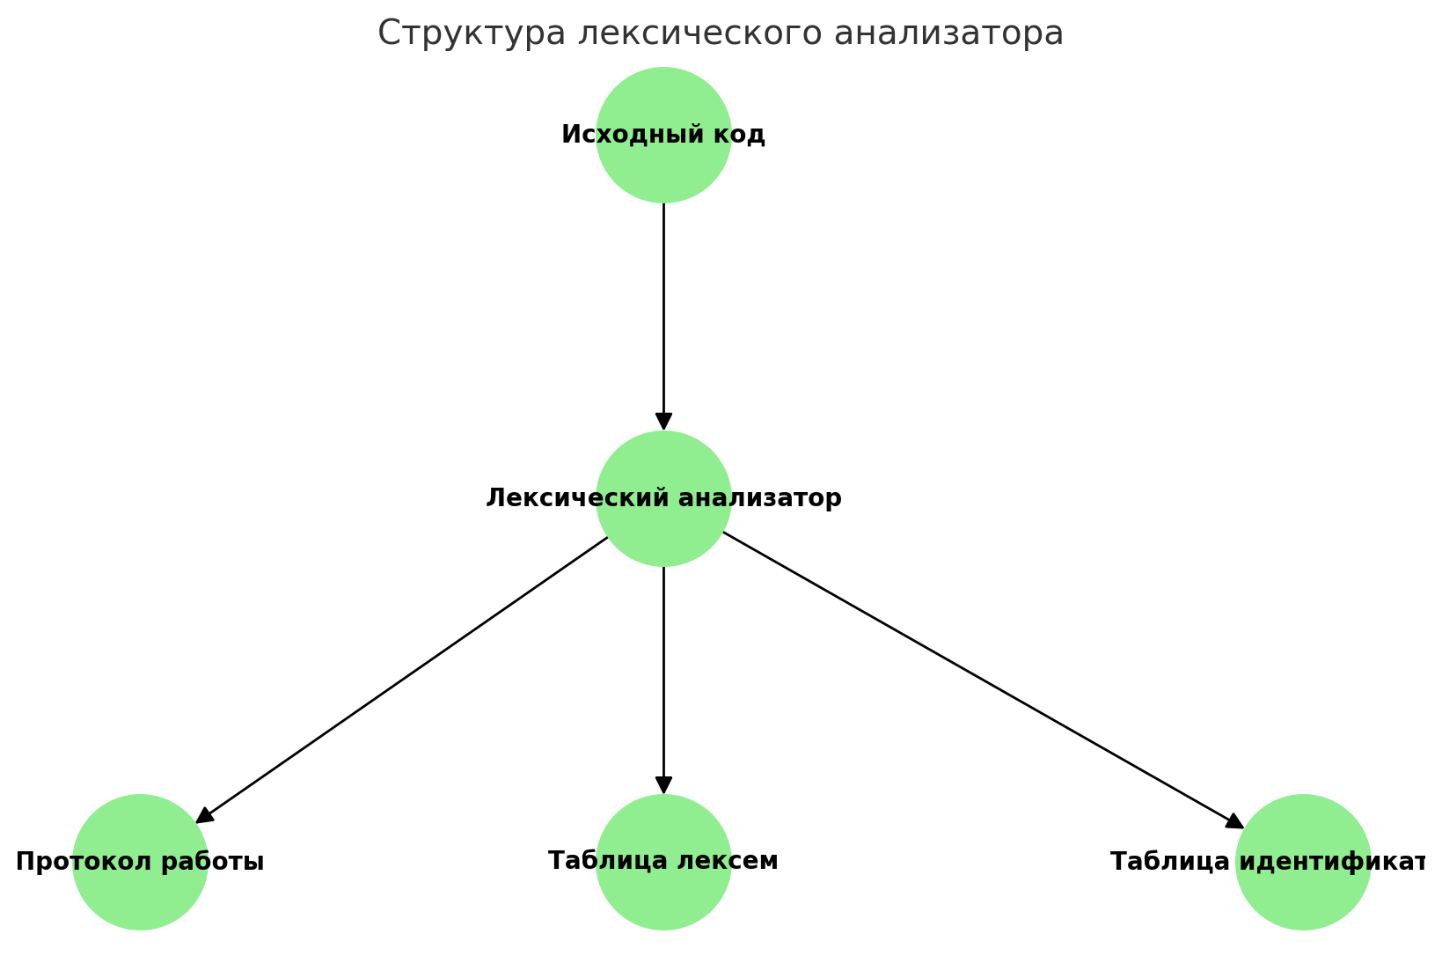 Структура лексического анализатора
Исходный код
Лексический анализатор
Протокол работы
Таблица лексем
Таблица идентификат